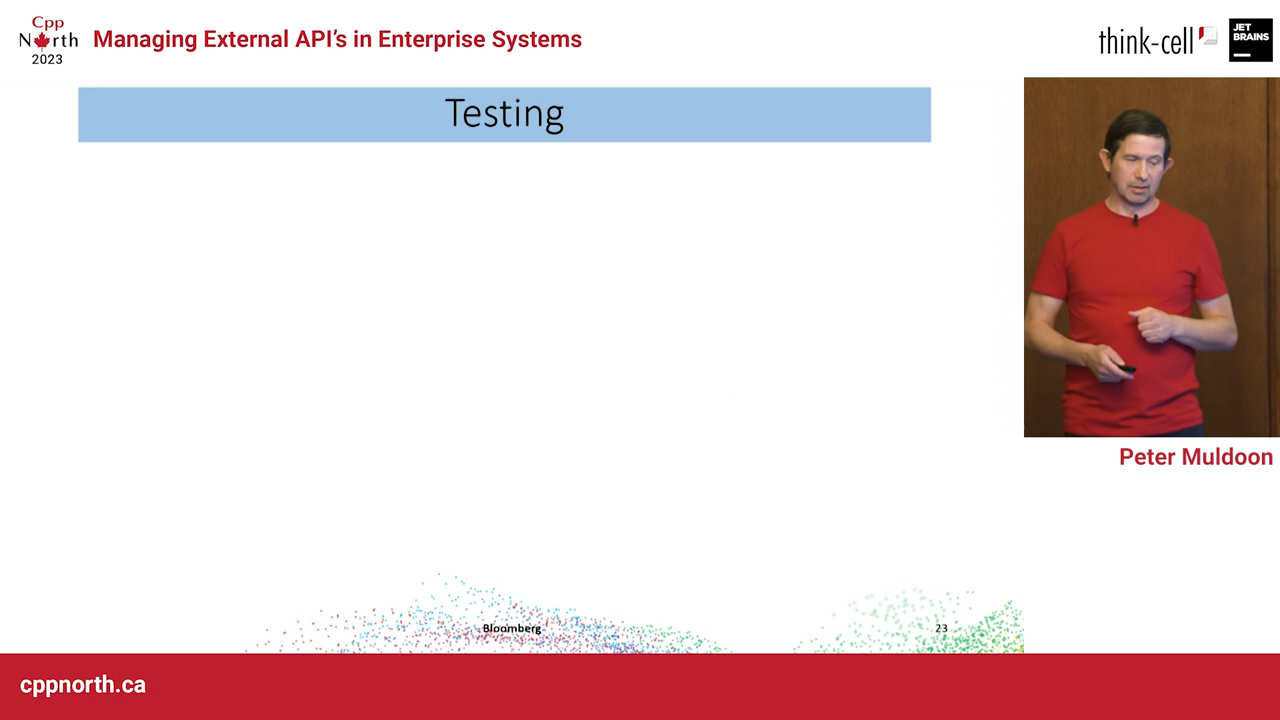 Cpp
North
2023
Managing External API's in Enterprise Systems
think-cell
JET
BRAINS
Testing
Peter Muldoon
Bloomberg
23
cppnorth.ca